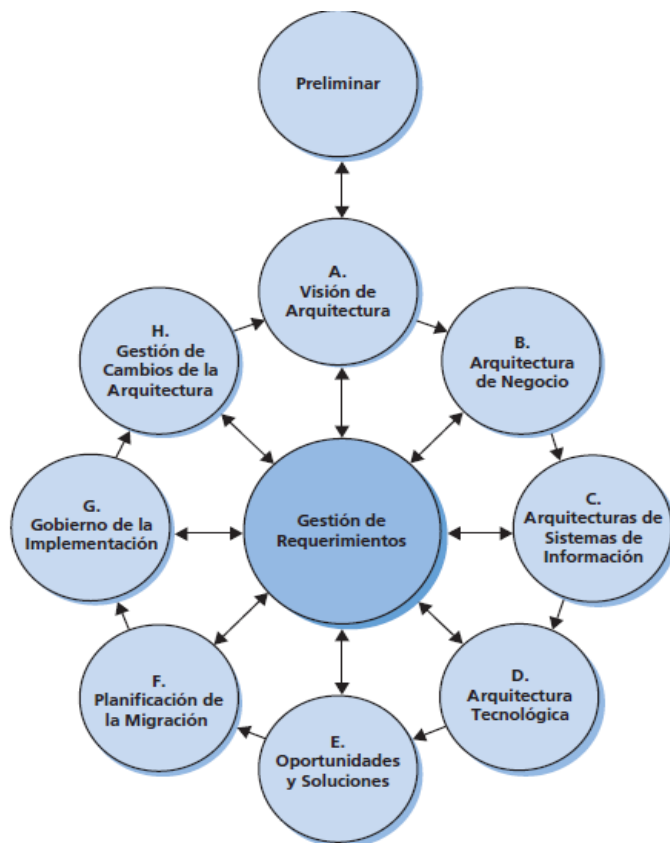 Preliminar
A.
Visión de
Arquitectura
B.
Arquitectura
de Negocio
C.
Arquitecturas de
Sistemas de
Información
D.
Arquitectura
Tecnológica
E.
Oportunidades
y Soluciones
F.
Planificación de
la Migración
G.
Gobierno de la
Implementación
H.
Gestión de
Cambios de la
Arquitectura
Gestión de
Requerimientos